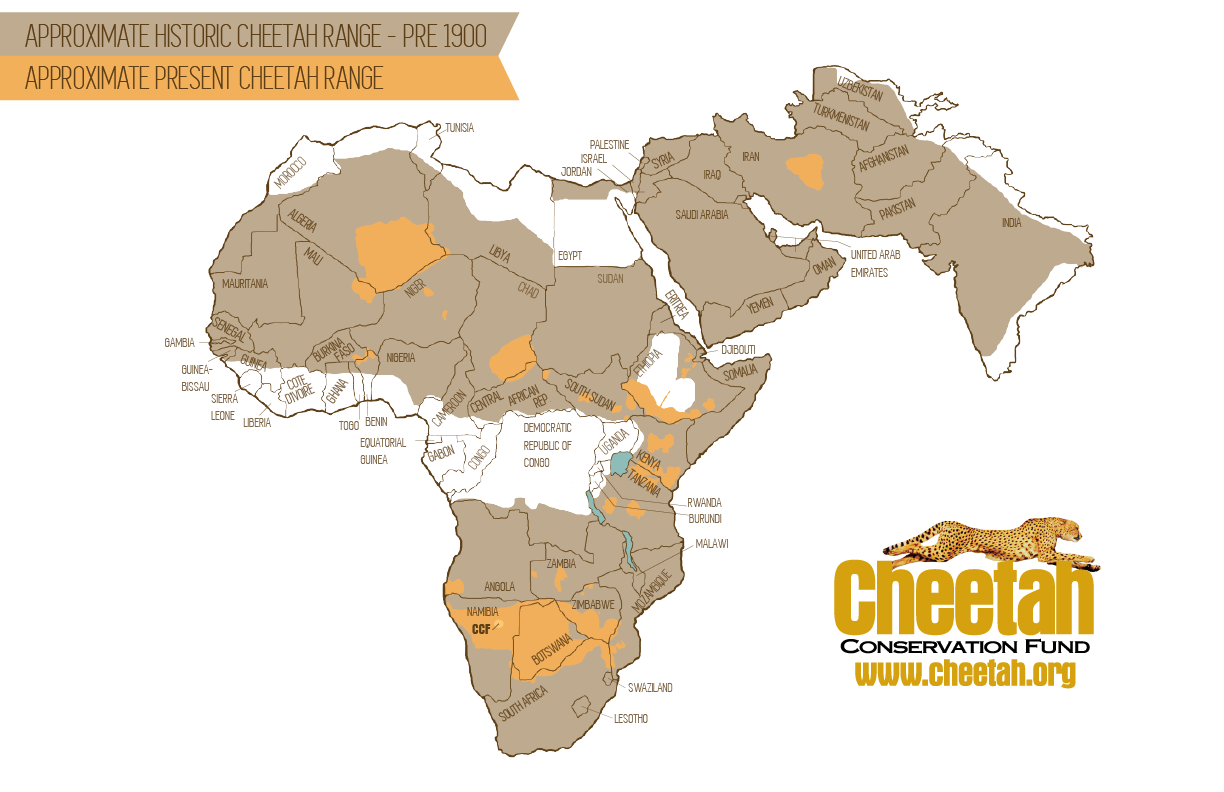 APPROXIMATE HISTORIC CHEETAH RANGE - PRE 1900
APPROXIMATE PRESENT CHEETAH RANGE
UZBEKISTAN
TURKMENISTAN
TUNISIA
PALESTINE
ISRAEL
JORDAN
SYRIA
IRAN
AFGHANISTAN
MOROCCO
IRAQ
ALGERIA
SAUDI ARABIA
PAKISTAN
INDIA
MALI
LIBYA
EGYPT
UNITED ARAB
EMIRATES
OMAN
MAURITANIA
NIGER
CHAD
SUDAN
ERITREA
YEMEN
SENEGAL
GAMBIA
GUINEA-
BISSAU
GUINEA
BURKINA
FASO
NIGERIA
ETHIOPIA
DJIBOUTI
SOMALIA
SIERRA
LEONE
LIBERIA
COTE
D'IVOIRE
GHANA
TOGO
BENIN
CAMEROON
CENTRAL
AFRICAN
REP
SOUTH SUDAN
EQUATORIAL
GUINEA
GABON
CONGO
DEMOCRATIC
REPUBLIC OF
CONGO
UGANDA
KENYA
TANZANIA
RWANDA
BURUNDI
MALAWI
ZAMBIA
ANGOLA
MOZAMBIQUE
NAMIBIA
ZIMBABWE
CCF
BOTSWANA
SOUTH AFRICA
SWAZILAND
LESOTHO
Cheetah
CONSERVATION FUND
www.cheetah.org